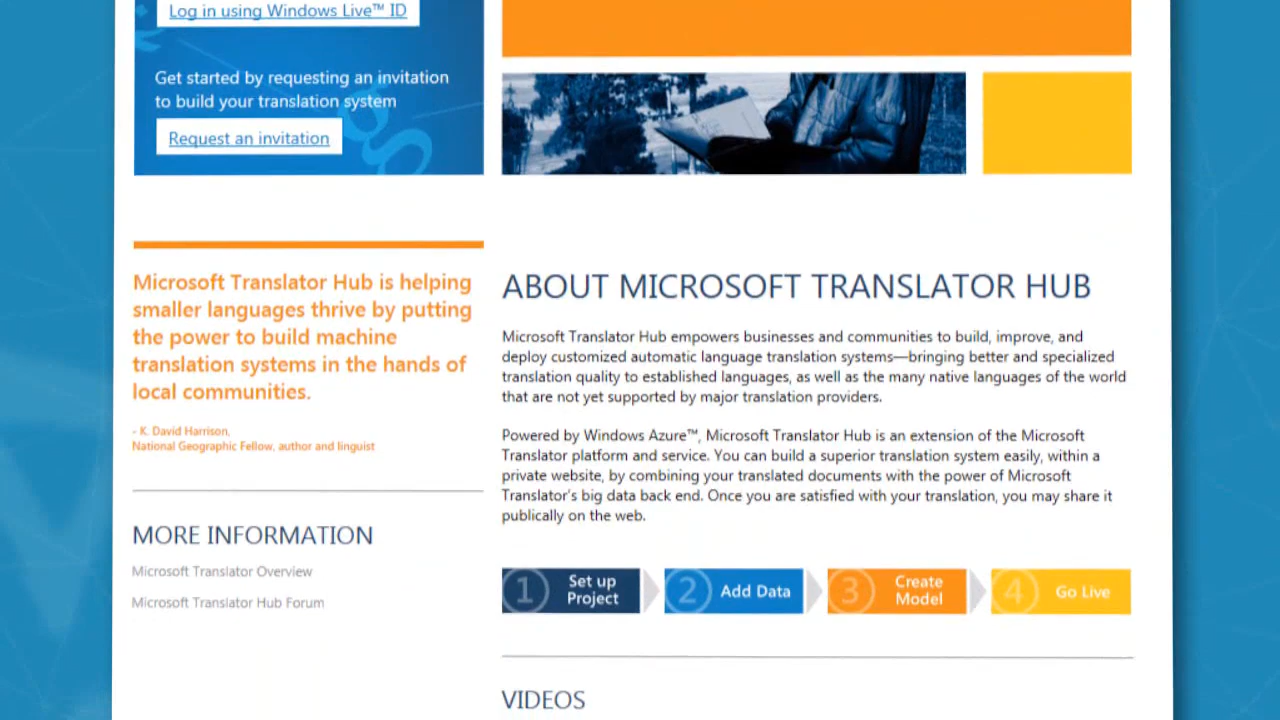 Log in using Windows Live™ ID
Get started by requesting an invitation
to build your translation system
Request an invitation
Microsoft Translator Hub is helping
smaller languages thrive by putting
the power to build machine
translation systems in the hands of
local communities.
- K. David Harrison,
National Geographic Fellow, author and linguist
MORE INFORMATION
Microsoft Translator Overview
Microsoft Translator Hub Forum
ABOUT MICROSOFT TRANSLATOR HUB
Microsoft Translator Hub empowers businesses and communities to build, improve, and
deploy customized automatic language translation systems—bringing better and specialized
translation quality to established languages, as well as the many native languages of the world
that are not yet supported by major translation providers.
Powered by Windows Azure™, Microsoft Translator Hub is an extension of the Microsoft
Translator platform and service. You can build a superior translation system easily, within a
private website, by combining your translated documents with the power of Microsoft
Translator's big data back end. Once you are satisfied with your translation, you may share it
publically on the web.
1 Set up
Project
2 Add Data
3 Create
Model
4 Go Live
VIDEOS